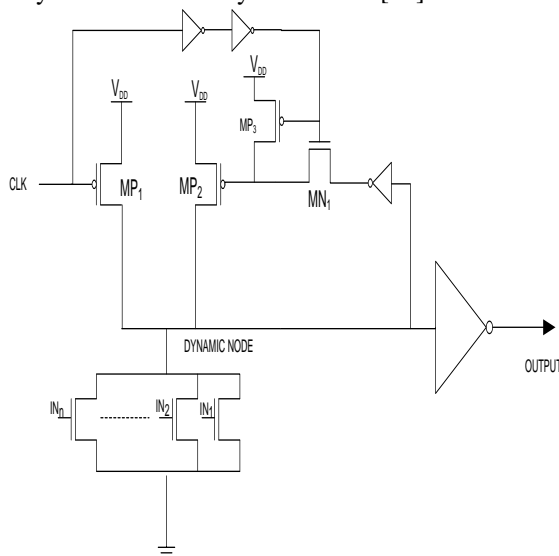 V_DD
V_DD
V_DD
MP_3
CLK
MP_1
MP_2
MN_1
DYNAMIC NODE
OUTPUT
IN_n
IN_2
IN_1